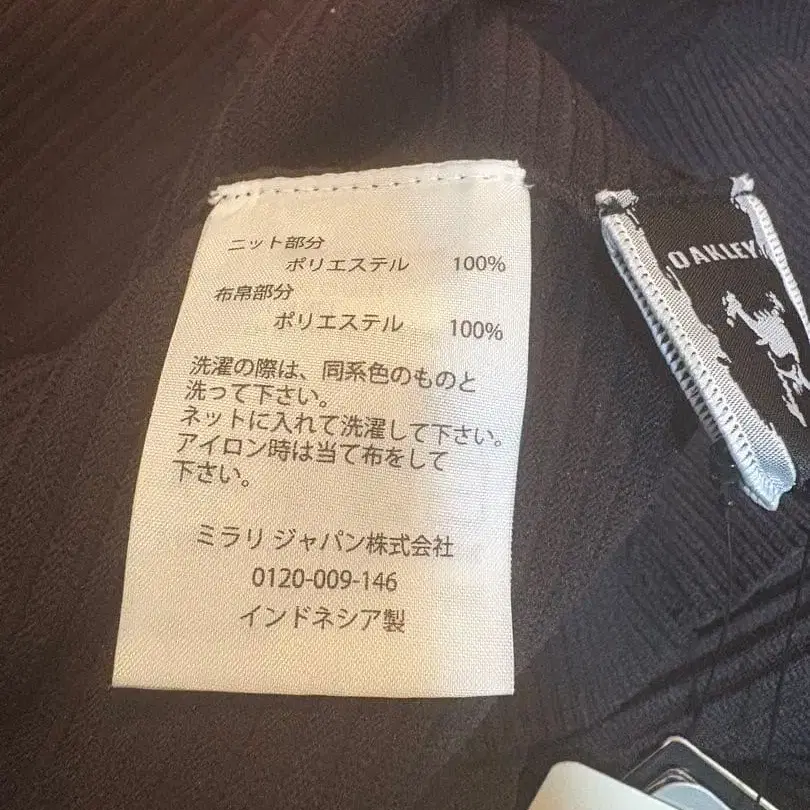 ニット部分
ポリエステル 100%
布帛部分
ポリエステル 100%
洗濯の際は、同系色のものと
洗って下さい。
ネットに入れて洗濯して下さい。
アイロン時は当て布をして
下さい。
ミラリ ジャパン株式会社
0120-009-146
インドネシア製
OAKLEY